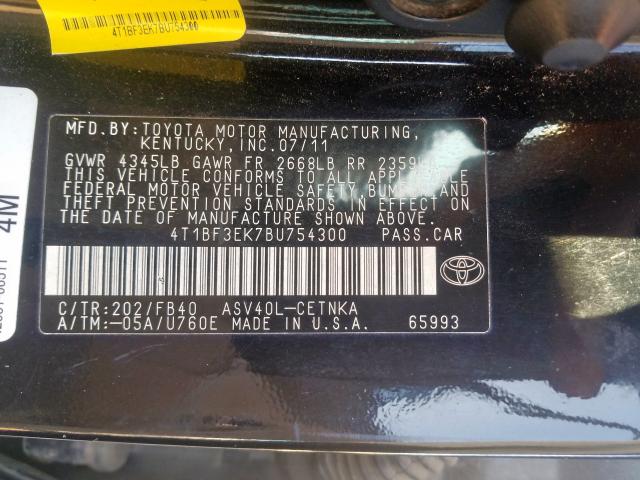 4T1BF3EK7BU754300
MFD.BY: TOYOTA MOTOR MANUFACTURING,
KENTUCKY, INC.07/11
GVWR 4345LB GAWR FR 2668LB RR 2359LB
THIS VEHICLE CONFORMS TO ALL APPLICABLE
FEDERAL MOTOR VEHICLE SAFETY, BUMPER, AND
THEFT PREVENTION STANDARDS IN EFFECT ON
THE DATE OF MANUFACTURE SHOWN ABOVE.
4T1BF3EK7BU754300 PASS.CAR
C/TR:202/FB40 ASV40L-CETNKA
A/TM:-05A/U760E MADE IN U.S.A. 65993
TOYOTA
4M